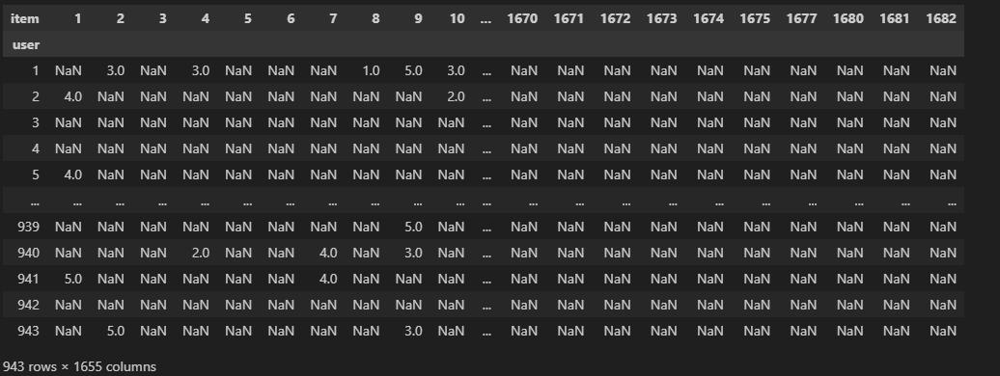 item 1 2 3 4 5 6 7 8 9 10 ... 1670 1671 1672 1673 1674 1675 1677 1680 1681 1682
user
1 NaN 3.0 NaN 3.0 NaN NaN NaN 1.0 5.0 3.0 ... NaN NaN NaN NaN NaN NaN NaN NaN NaN NaN
2 4.0 NaN NaN NaN NaN NaN NaN NaN NaN 2.0 ... NaN NaN NaN NaN NaN NaN NaN NaN NaN NaN
3 NaN NaN NaN NaN NaN NaN NaN NaN NaN NaN ... NaN NaN NaN NaN NaN NaN NaN NaN NaN NaN
4 NaN NaN NaN NaN NaN NaN NaN NaN NaN NaN ... NaN NaN NaN NaN NaN NaN NaN NaN NaN NaN
5 4.0 NaN NaN NaN NaN NaN NaN NaN NaN NaN ... NaN NaN NaN NaN NaN NaN NaN NaN NaN NaN
... ... ... ... ... ... ... ... ... ... ... ... ... ... ... ... ... ... ... ... ... ...
939 NaN NaN NaN NaN NaN NaN NaN NaN 5.0 NaN ... NaN NaN NaN NaN NaN NaN NaN NaN NaN NaN
940 NaN NaN NaN 2.0 NaN NaN 4.0 NaN 3.0 NaN ... NaN NaN NaN NaN NaN NaN NaN NaN NaN NaN
941 5.0 NaN NaN NaN NaN NaN 4.0 NaN NaN NaN ... NaN NaN NaN NaN NaN NaN NaN NaN NaN NaN
942 NaN NaN NaN NaN NaN NaN NaN NaN NaN NaN ... NaN NaN NaN NaN NaN NaN NaN NaN NaN NaN
943 NaN 5.0 NaN NaN NaN NaN NaN NaN 3.0 NaN ... NaN NaN NaN NaN NaN NaN NaN NaN NaN NaN
943 rows × 1655 columns